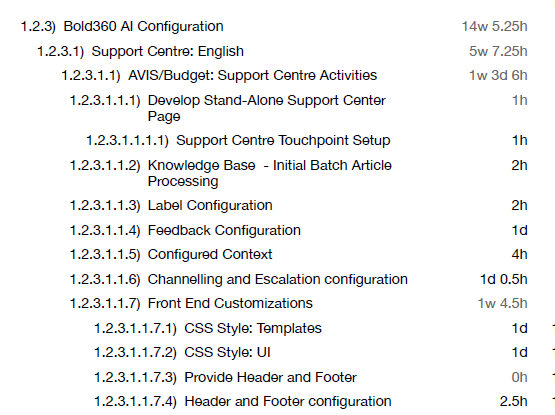 1.2.3) Bold360 AI Configuration 14w 5.25h
1.2.3.1) Support Centre: English 5w 7.25h
1.2.3.1.1) AVIS/Budget: Support Centre Activities 1w 3d 6h
1.2.3.1.1.1) Develop Stand-Alone Support Center 1h
Page
1.2.3.1.1.1.1) Support Centre Touchpoint Setup 1h
1.2.3.1.1.2) Knowledge Base - Initial Batch Article 2h
Processing
1.2.3.1.1.3) Label Configuration 2h
1.2.3.1.1.4) Feedback Configuration 1d
1.2.3.1.1.5) Configured Context 4h
1.2.3.1.1.6) Channelling and Escalation configuration 1d 0.5h
1.2.3.1.1.7) Front End Customizations 1w 4.5h
1.2.3.1.1.7.1) CSS Style: Templates 1d
1.2.3.1.1.7.2) CSS Style: UI 1d
1.2.3.1.1.7.3) Provide Header and Footer 0h
1.2.3.1.1.7.4) Header and Footer configuration 2.5h